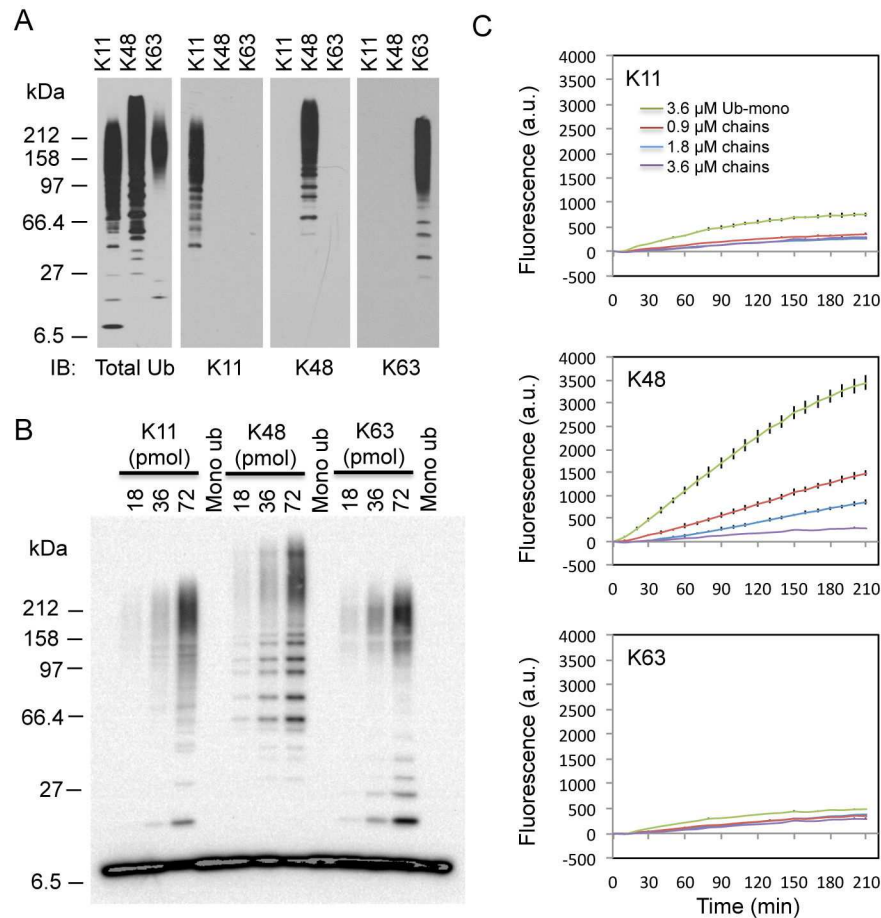 A
K11 K48 K63 K11 K48 K63 K11 K48 K63 K11 K48 K63
kDa
212
158
97
66.4
27
6.5
IB: Total Ub K11 K48 K63
B
K11 (pmol) Mono ub K48 (pmol) Mono ub K63 (pmol) Mono ub
18 36 72 18 36 72 18 36 72
kDa
212
158
97
66.4
27
6.5
C
K11
3.6 µM Ub-mono
0.9 µM chains
1.8 µM chains
3.6 µM chains
Fluorescence (a.u.)
4000
3500
3000
2500
2000
1500
1000
500
0
-500
0 30 60 90 120 150 180 210
K48
Fluorescence (a.u.)
4000
3500
3000
2500
2000
1500
1000
500
0
-500
0 30 60 90 120 150 180 210
K63
Fluorescence (a.u.)
4000
3500
3000
2500
2000
1500
1000
500
0
-500
0 30 60 90 120 150 180 210
Time (min)